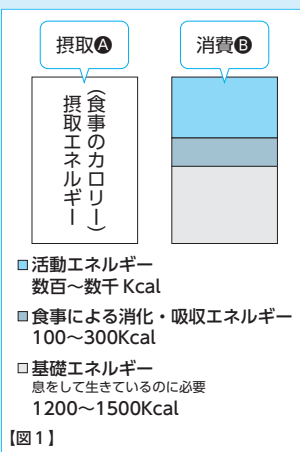 摂取🅐
消費🅑
(食事のカロリー)
摂取エネルギー
活動エネルギー
数百〜数千 Kcal
食事による消化・吸収エネルギー
100〜300Kcal
基礎エネルギー
息をして生きているのに必要
1200〜1500Kcal
【図1】